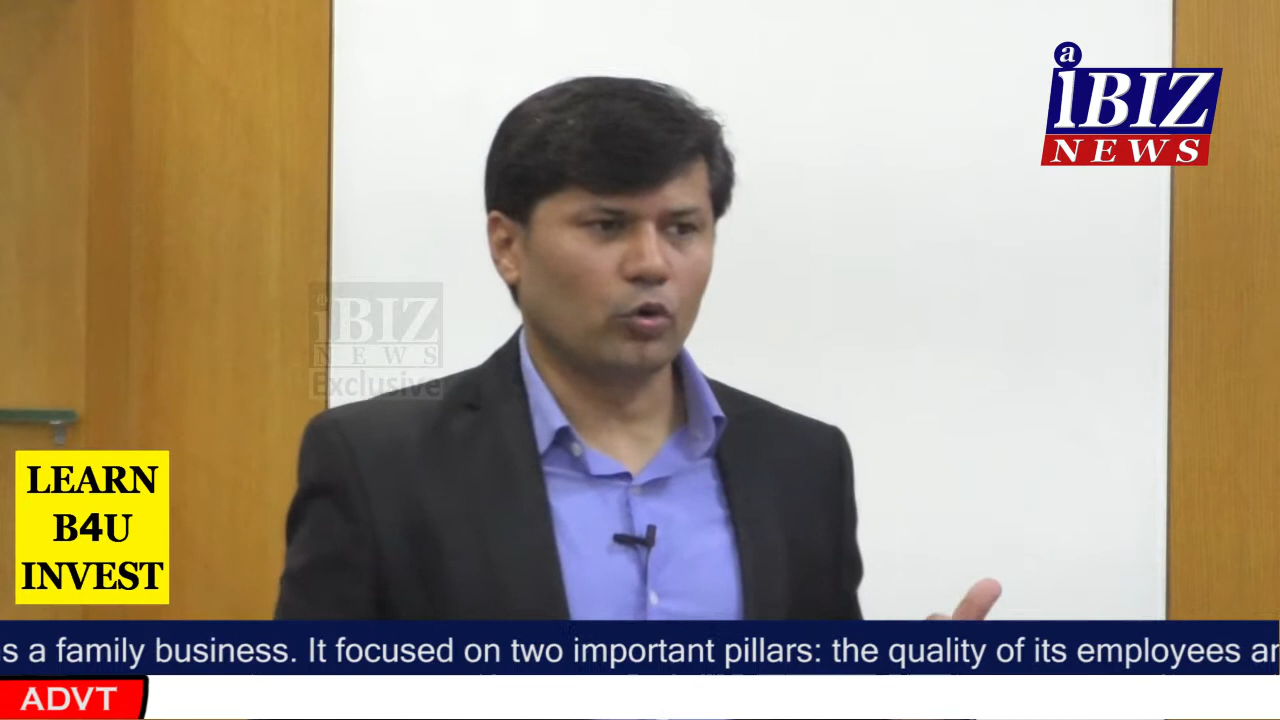 a
iBIZ
NEWS
a
iBIZ
NEWS
Exclusive
LEARN
B4U
INVEST
s a family business. It focused on two important pillars: the quality of its employees
ADVT